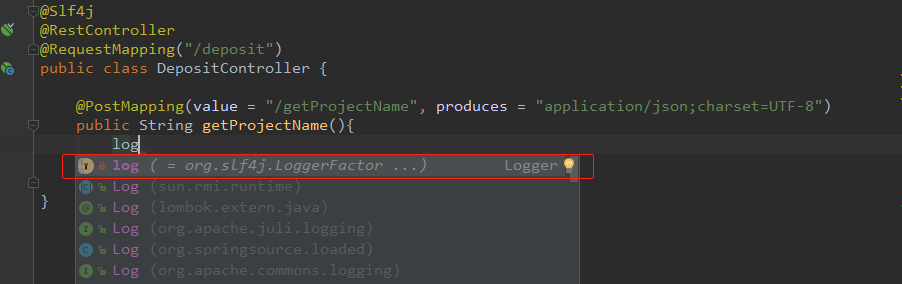 @Slf4j
@RestController
@RequestMapping("/deposit")
public class DepositController {
@PostMapping(value = "/getProjectName", produces = "application/json;charset=UTF-8")
public String getProjectName(){
log
log ( = org.slf4j.LoggerFactor ...) Logger
Log (sun.rmi.runtime)
Log (lombok.extern.java)
Log (org.apache.juli.logging)
Log (org.springsource.loaded)
Log (org.apache.commons.logging)
}